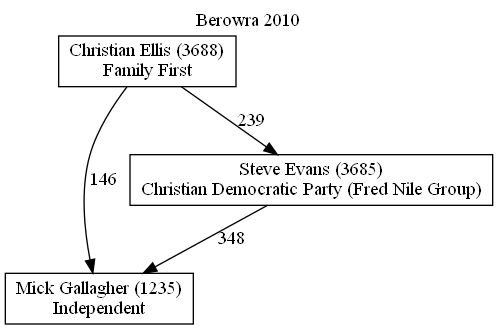 Berowra 2010
Christian Ellis (3688)
Family First
239
146
Steve Evans (3685)
Christian Democratic Party (Fred Nile Group)
348
Mick Gallagher (1235)
Independent